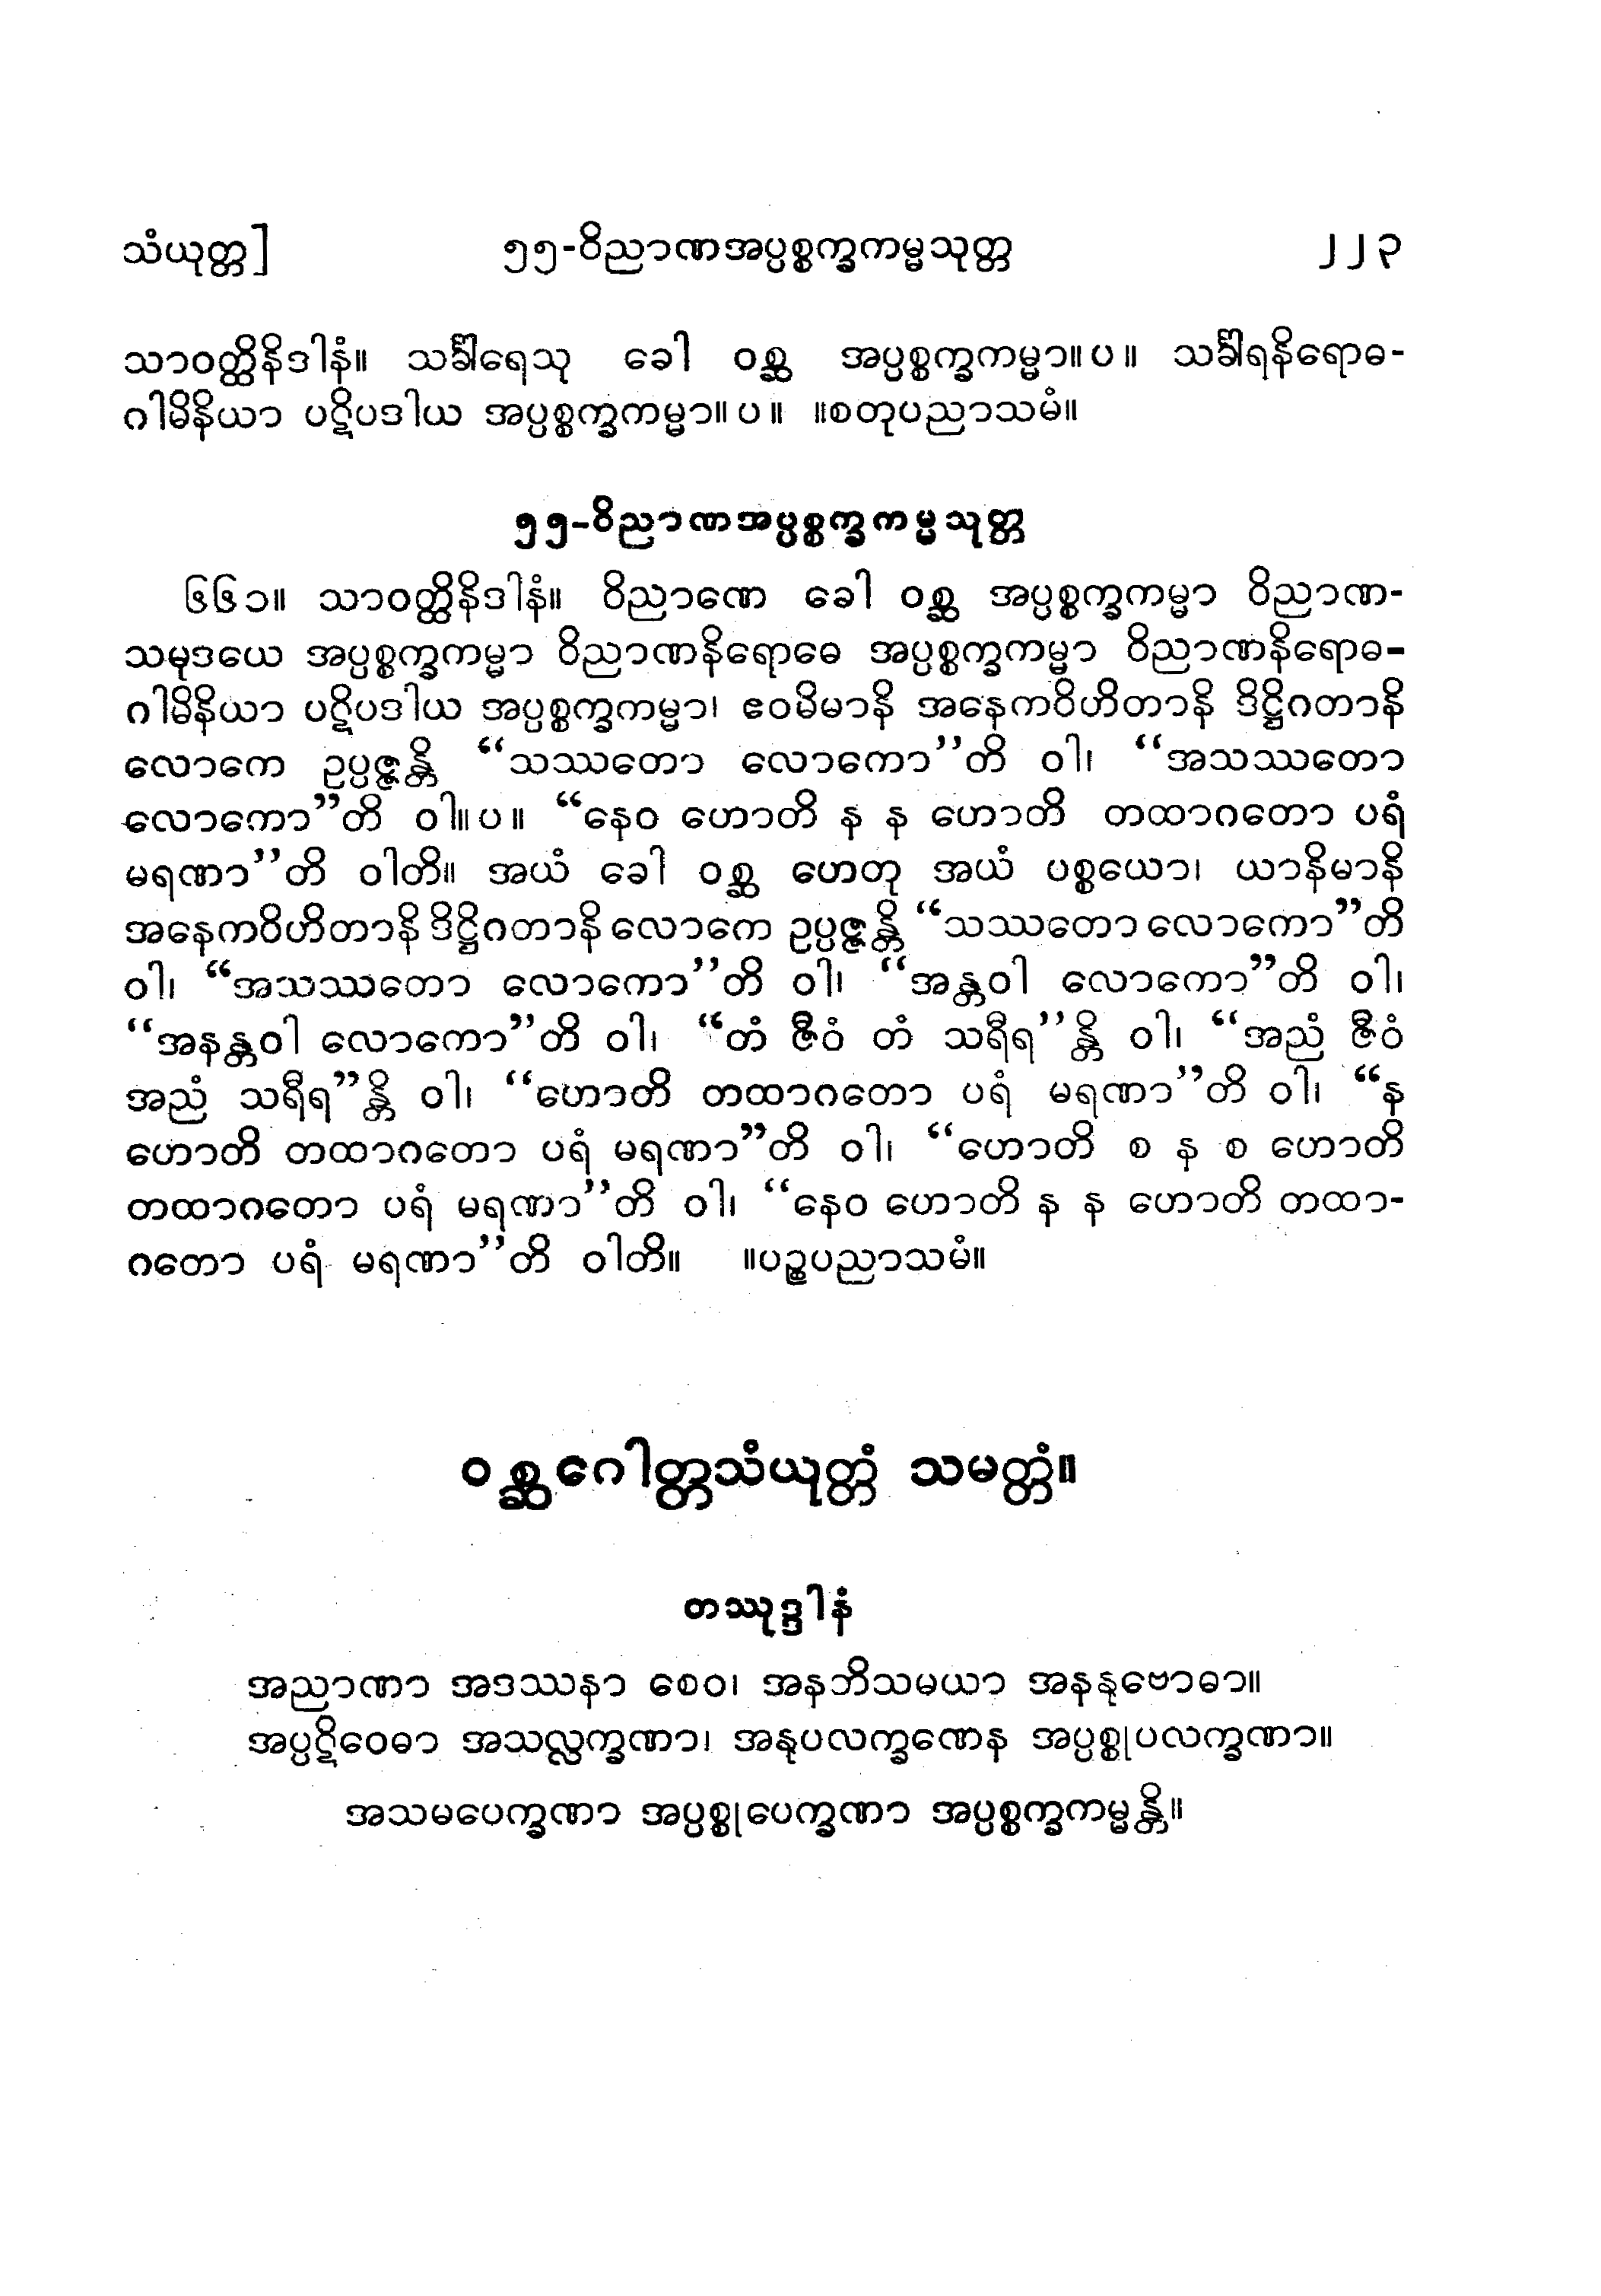 သံယုတ္တ] ၅၅-ဝိညာဏအပ္ပစ္စက္ခကမ္မသုတ္တ ၂၂၃
သာဝတ္ထိနိဒါနံ။ သင်္ခါရေသု ခေါ ဝစ္ဆ အပ္ပစ္စက္ခကမ္မာ။ပ။ သင်္ခါရနိရောဓ-
ဂါမိနိယာ ပဋိပဒါယ အပ္ပစ္စက္ခကမ္မာ။ပ။ ။စတုပညာသမံ။
၅၅-ဝိညာဏအပ္ပစ္စက္ခကမ္မသုတ္တ
၆၆၁။ သာဝတ္ထိနိဒါနံ။ ဝိညာဏေ ခေါ ဝစ္ဆ အပ္ပစ္စက္ခကမ္မာ ဝိညာဏ-
သမုဒယေ အပ္ပစ္စက္ခကမ္မာ ဝိညာဏနိရောဓေ အပ္ပစ္စက္ခကမ္မာ ဝိညာဏနိရောဓ-
ဂါမိနိယာ ပဋိပဒါယ အပ္ပစ္စက္ခကမ္မာ၊ ဧဝမိမာနိ အနေကဝိဟိတာနိ ဒိဋ္ဌိဂတာနိ
လောကေ ဥပ္ပဇ္ဇန္တိ “သဿတော လောကော”တိ ဝါ၊ “အသဿတော
လောကော”တိ ဝါ။ပ။ “နေဝ ဟောတိ န န ဟောတိ တထာဂတော ပရံ
မရဏာ”တိ ဝါတိ။ အယံ ခေါ ဝစ္ဆ ဟေတု အယံ ပစ္စယော၊ ယာနိမာနိ
အနေကဝိဟိတာနိ ဒိဋ္ဌိဂတာနိ လောကေ ဥပ္ပဇ္ဇန္တိ “သဿတော လောကော”တိ
ဝါ၊ “အသဿတော လောကော”တိ ဝါ၊ “အန္တဝါ လောကော”တိ ဝါ၊
“အနန္တဝါ လောကော”တိ ဝါ၊ “တံ ဇီဝံ တံ သရီရ”န္တိ ဝါ၊ “အညံ ဇီဝံ
အညံ သရီရ”န္တိ ဝါ၊ “ဟောတိ တထာဂတော ပရံ မရဏာ”တိ ဝါ၊ “န
ဟောတိ တထာဂတော ပရံ မရဏာ”တိ ဝါ၊ “ဟောတိ စ န စ ဟောတိ
တထာဂတော ပရံ မရဏာ”တိ ဝါ၊ “နေဝ ဟောတိ န န ဟောတိ တထာ-
ဂတော ပရံ မရဏာ”တိ ဝါတိ။ ။ပဉ္စပညာသမံ။
ဝစ္ဆဂေါတ္တသံယုတ္တံ သမတ္တံ။
တဿုဒ္ဒါနံ
အညာဏာ အဒဿနာ စေဝ၊ အနဘိသမယာ အနနုဗောဓာ။
အပ္ပဋိဝေဓာ အသလ္လက္ခဏာ၊ အနုပလက္ခဏေန အပ္ပစ္စုပလက္ခဏာ။
အသမပေက္ခဏာ အပ္ပစ္စုပေက္ခဏာ အပ္ပစ္စက္ခကမ္မန္တိ။